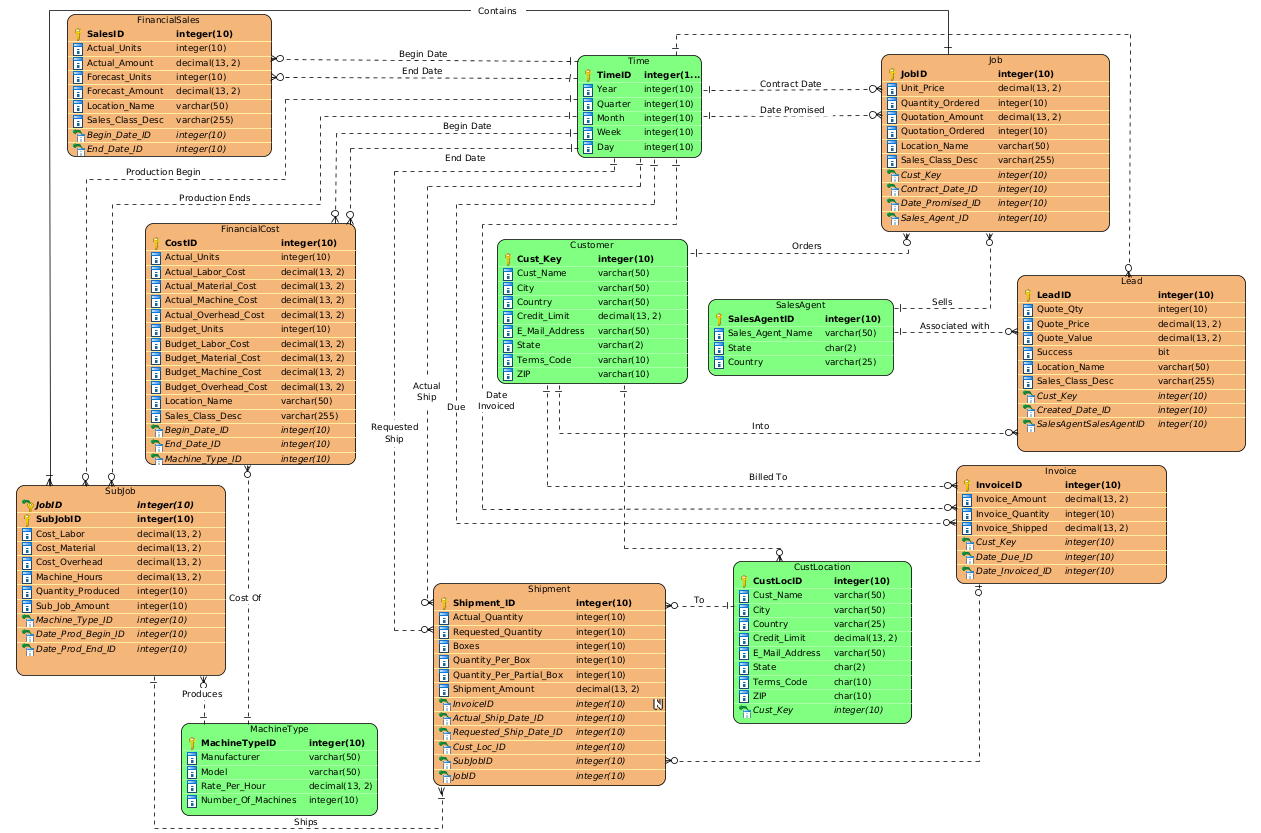 Contains
FinancialSales
SalesID integer(10)
Actual_Units integer(10)
Actual_Amount decimal(13, 2)
Forecast_Units integer(10)
Forecast_Amount decimal(13, 2)
Location_Name varchar(50)
Sales_Class_Desc varchar(255)
Begin_Date_ID integer(10)
End_Date_ID integer(10)
Begin Date
End Date
Time
TimeID integer(1...
Year integer(10)
Quarter integer(10)
Month integer(10)
Week integer(10)
Day integer(10)
Contract Date
Date Promised
Job
JobID integer(10)
Unit_Price decimal(13, 2)
Quantity_Ordered integer(10)
Quotation_Amount decimal(13, 2)
Quotation_Ordered integer(10)
Location_Name varchar(50)
Sales_Class_Desc varchar(255)
Cust_Key integer(10)
Contract_Date_ID integer(10)
Date_Promised_ID integer(10)
Sales_Agent_ID integer(10)
Begin Date
End Date
Production Begin
Production Ends
FinancialCost
CostID integer(10)
Actual_Units integer(10)
Actual_Labor_Cost decimal(13, 2)
Actual_Material_Cost decimal(13, 2)
Actual_Machine_Cost decimal(13, 2)
Actual_Overhead_Cost decimal(13, 2)
Budget_Units integer(10)
Budget_Labor_Cost decimal(13, 2)
Budget_Material_Cost decimal(13, 2)
Budget_Machine_Cost decimal(13, 2)
Budget_Overhead_Cost decimal(13, 2)
Location_Name varchar(50)
Sales_Class_Desc varchar(255)
Begin_Date_ID integer(10)
End_Date_ID integer(10)
Machine_Type_ID integer(10)
Customer
Cust_Key integer(10)
Cust_Name varchar(50)
City varchar(50)
Country varchar(50)
Credit_Limit decimal(13, 2)
E_Mail_Address varchar(50)
State varchar(2)
Terms_Code varchar(10)
ZIP varchar(10)
Orders
SalesAgent
SalesAgentID integer(10)
Sales_Agent_Name varchar(50)
State char(2)
Country varchar(25)
Sells
Associated with
Lead
LeadID integer(10)
Quote_Qty integer(10)
Quote_Price decimal(13, 2)
Quote_Value decimal(13, 2)
Success bit
Location_Name varchar(50)
Sales_Class_Desc varchar(255)
Cust_Key integer(10)
Created_Date_ID integer(10)
SalesAgentSalesAgentID integer(10)
Actual
Ship
Due
Date
Invoiced
Requested
Ship
Into
Billed To
Invoice
InvoiceID integer(10)
Invoice_Amount decimal(13, 2)
Invoice_Quantity integer(10)
Invoice_Shipped decimal(13, 2)
Cust_Key integer(10)
Date_Due_ID integer(10)
Date_Invoiced_ID integer(10)
SubJob
JobID integer(10)
SubJobID integer(10)
Cost_Labor decimal(13, 2)
Cost_Material decimal(13, 2)
Cost_Overhead decimal(13, 2)
Machine_Hours decimal(13, 2)
Quantity_Produced integer(10)
Sub_Job_Amount integer(10)
Machine_Type_ID integer(10)
Date_Prod_Begin_ID integer(10)
Date_Prod_End_ID integer(10)
Cost Of
Produces
MachineType
MachineTypeID integer(10)
Manufacturer varchar(50)
Model varchar(50)
Rate_Per_Hour decimal(13, 2)
Number_Of_Machines integer(10)
Ships
Shipment
Shipment_ID integer(10)
Actual_Quantity integer(10)
Requested_Quantity integer(10)
Boxes integer(10)
Quantity_Per_Box integer(10)
Quantity_Per_Partial_Box integer(10)
Shipment_Amount decimal(13, 2)
InvoiceID integer(10)
Actual_Ship_Date_ID integer(10)
Requested_Ship_Date_ID integer(10)
Cust_Loc_ID integer(10)
SubJobID integer(10)
JobID integer(10)
To
CustLocation
CustLocID integer(10)
Cust_Name varchar(50)
City varchar(50)
Country varchar(25)
Credit_Limit decimal(13, 2)
E_Mail_Address varchar(50)
State char(2)
Terms_Code char(10)
ZIP char(10)
Cust_Key integer(10)